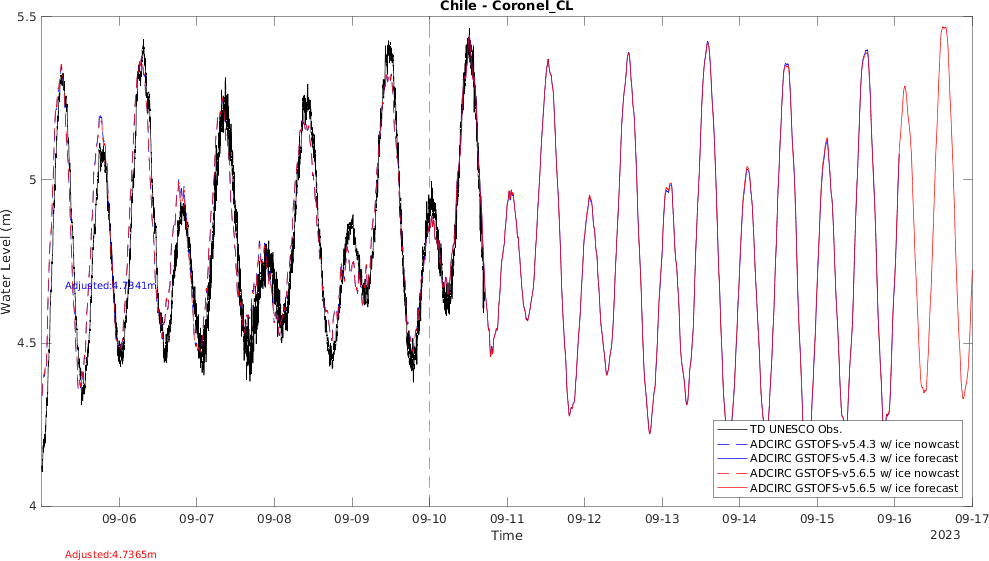 Chile - Coronel_CL
5.5
5
4.5
4
Water Level (m)
Adjusted:4.7341m
TD UNESCO Obs.
ADCIRC GSTOFS-v5.4.3 w/ ice nowcast
ADCIRC GSTOFS-v5.4.3 w/ ice forecast
ADCIRC GSTOFS-v5.6.5 w/ ice nowcast
ADCIRC GSTOFS-v5.6.5 w/ ice forecast
09-06 09-07 09-08 09-09 09-10 09-11 09-12 09-13 09-14 09-15 09-16 09-17
Time
2023
Adjusted:4.7365m